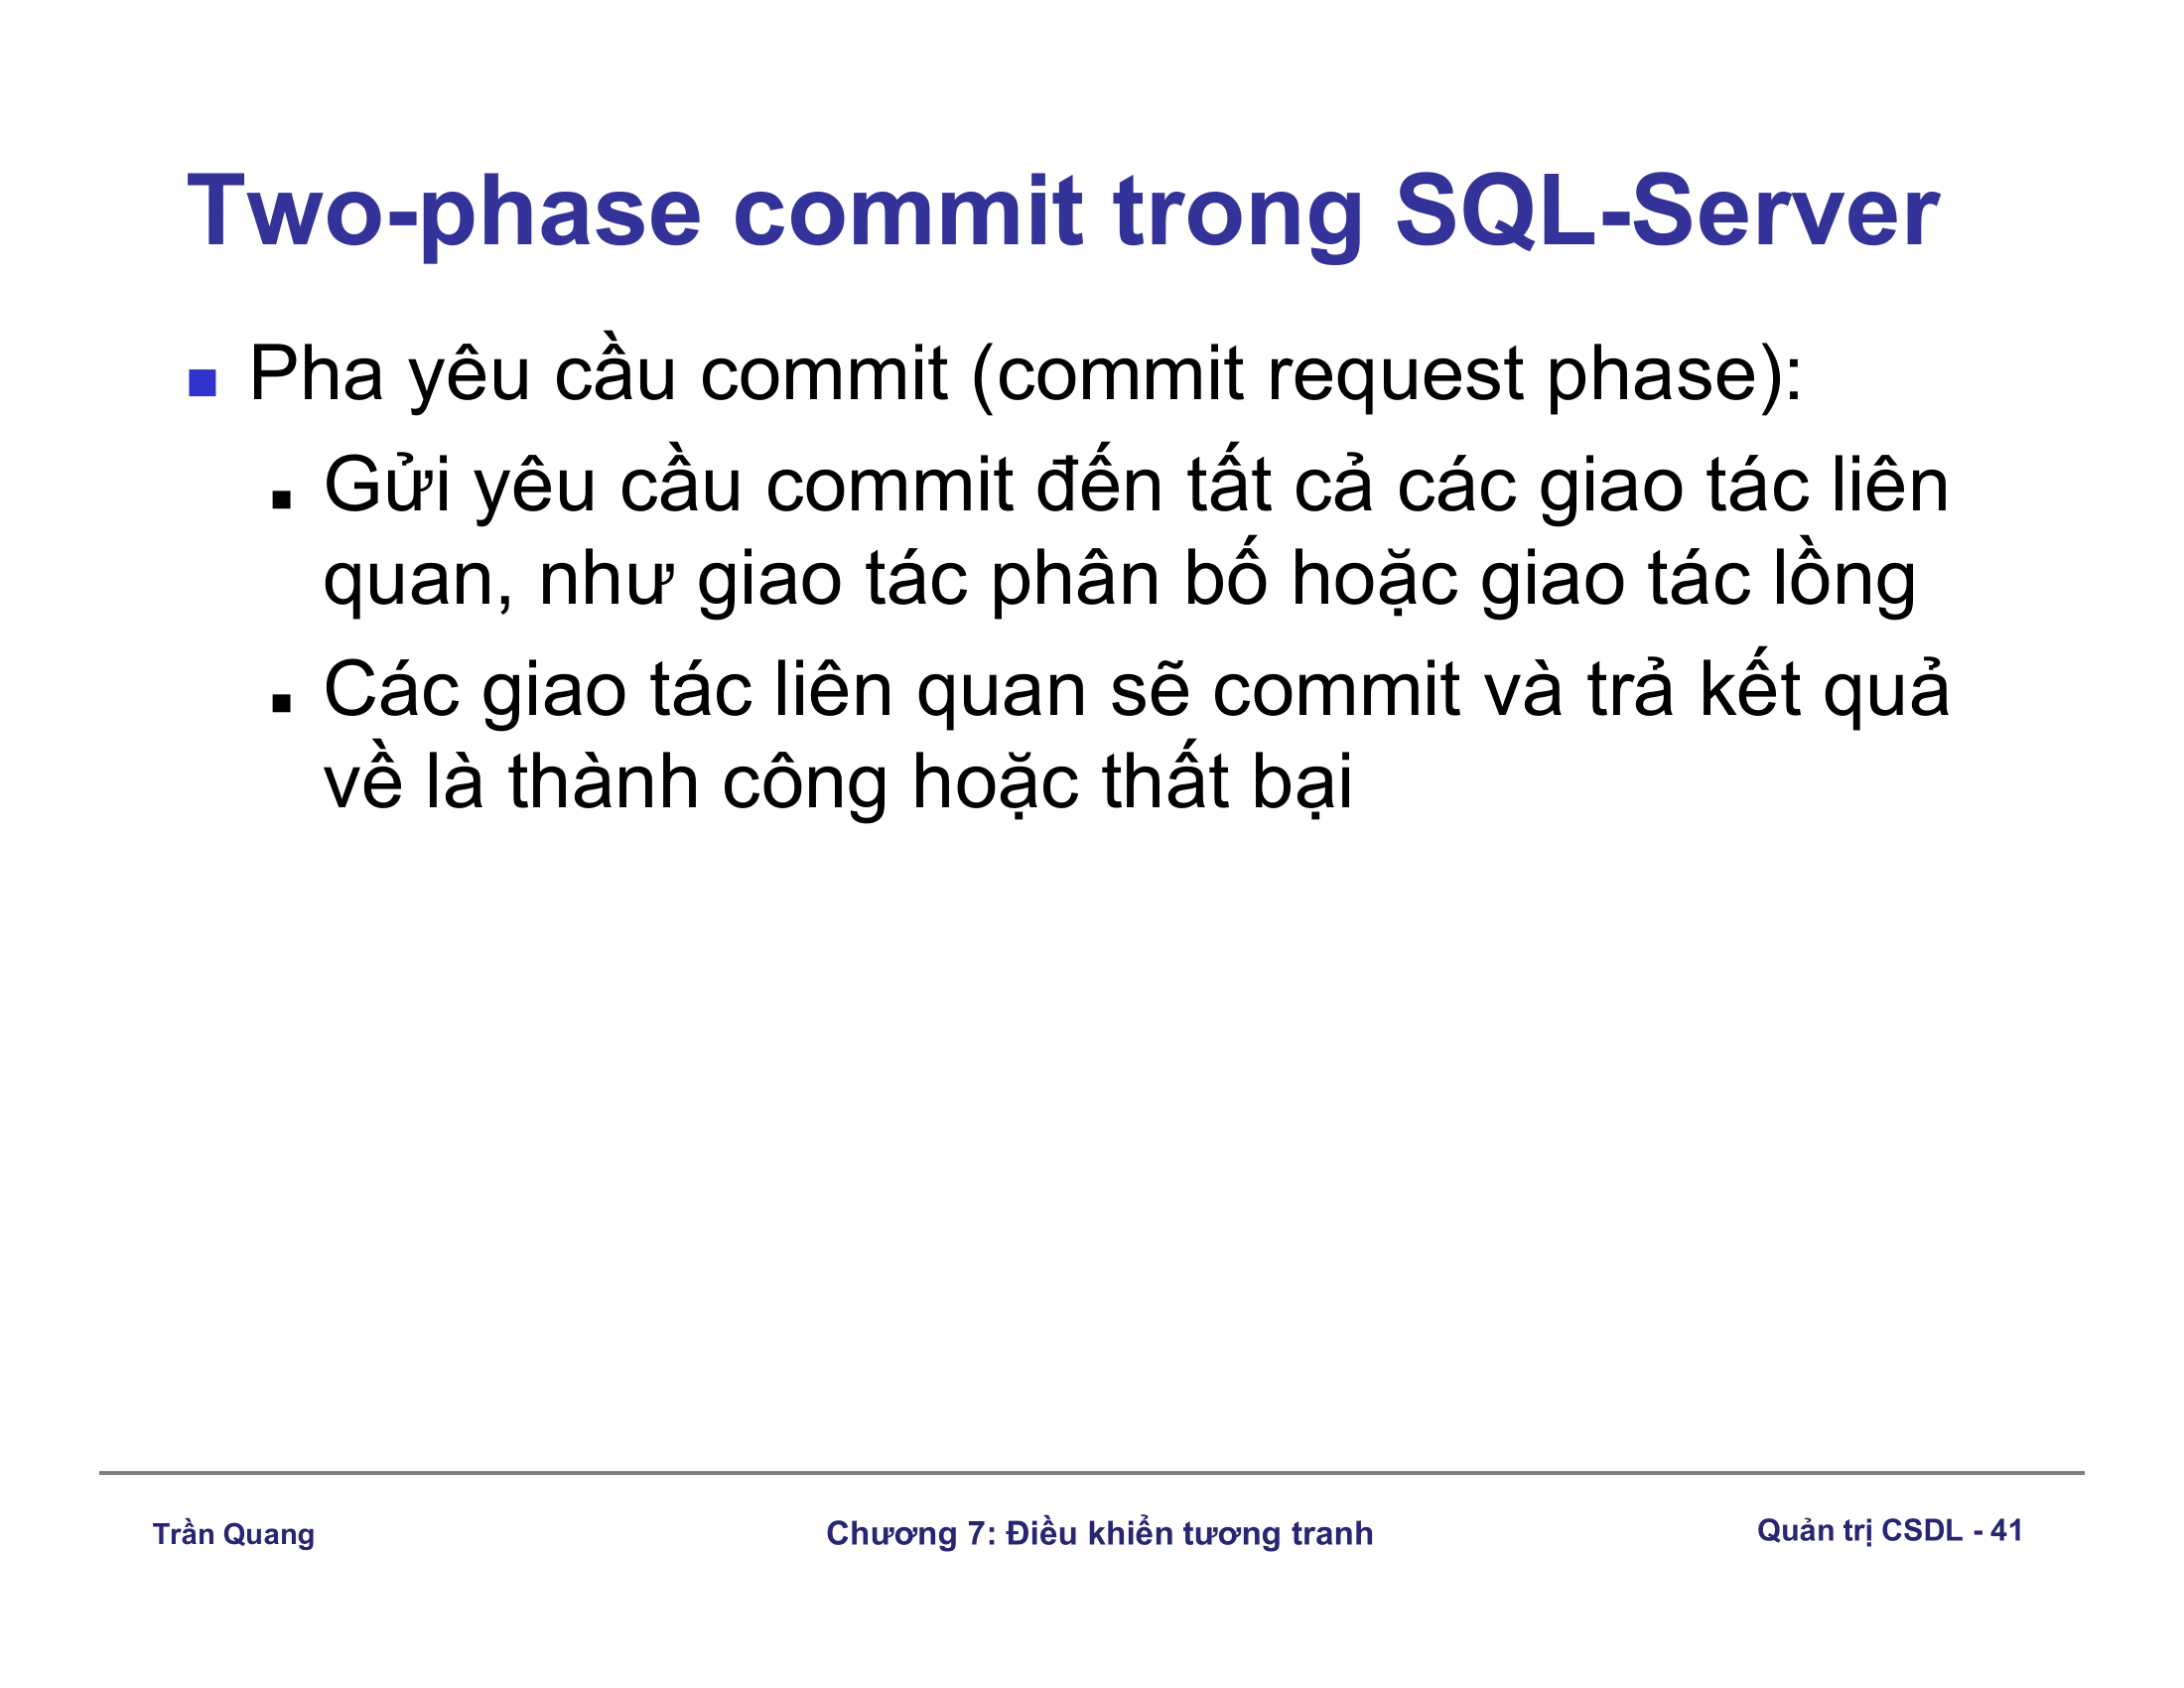 Two-phase commit trong SQL-Server
Pha yêu cầu commit (commit request phase):
Gửi yêu cầu commit đến tất cả các giao tác liên
quan, như giao tác phân bố hoặc giao tác lồng
Các giao tác liên quan sẽ commit và trả kết quả
về là thành công hoặc thất bại
Trần Quang
Chương 7: Điều khiển tương tranh
Quản trị CSDL - 41